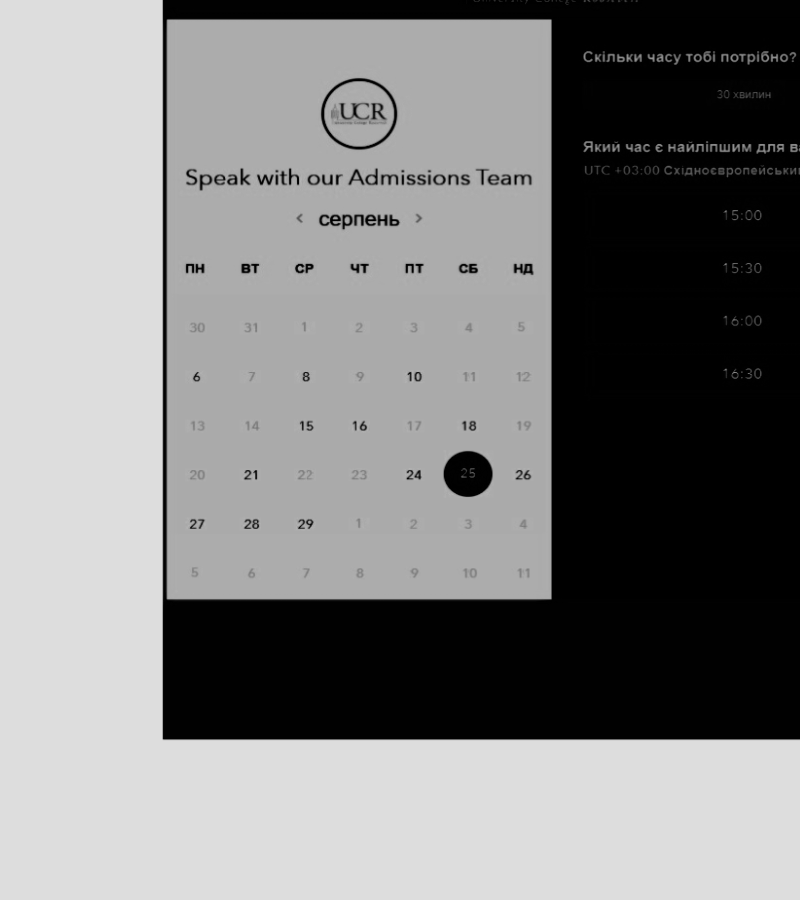 University College
UCR
Speak with our Admissions Team
< серпень >
ПН ВТ СР ЧТ ПТ СБ НД
30 31 1 2 3 4 5
6 7 8 9 10 11 12
13 14 15 16 17 18 19
20 21 22 23 24 25 26
27 28 29 1 2 3 4
5 6 7 8 9 10 11
Скільки часу тобі потрібно?
30 хвилин
Який час є найліпшим для
UTC +03:00
15:00
15:30
16:00
16:30